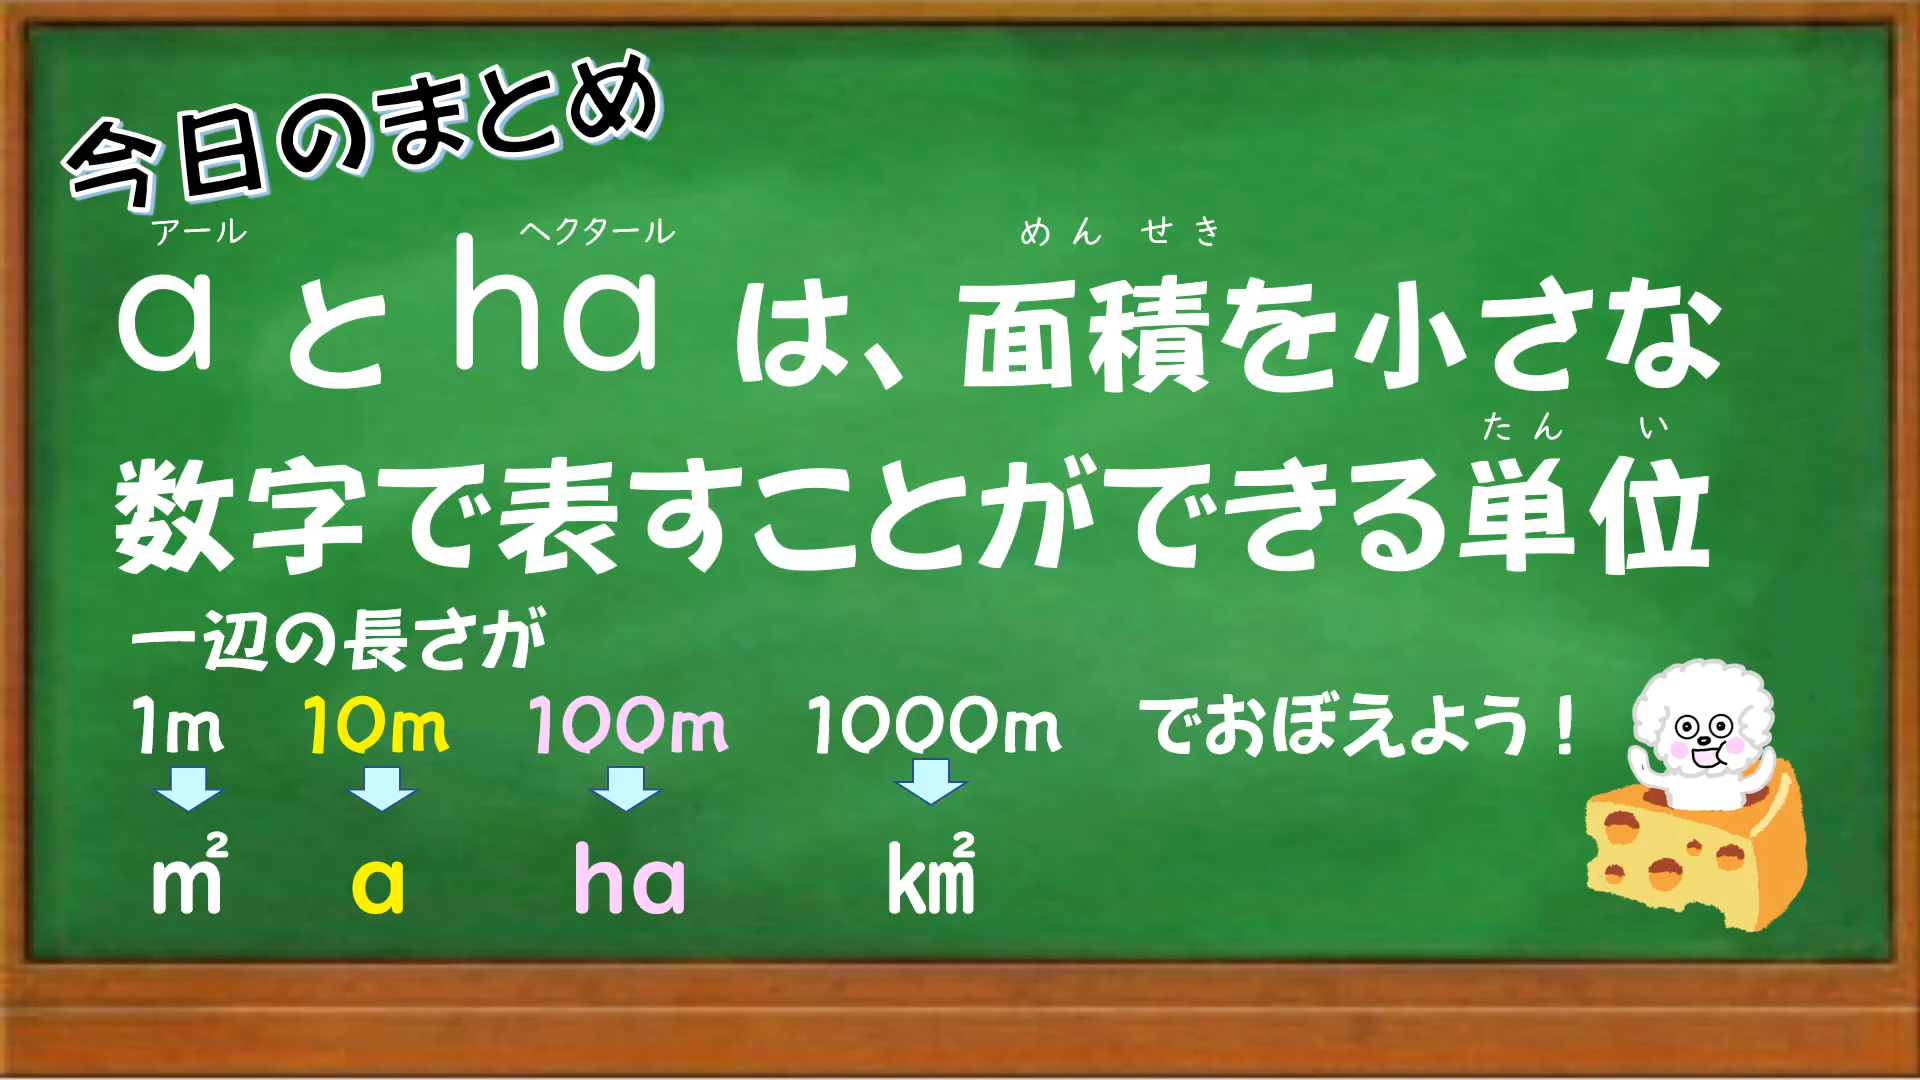 今日のまとめ
アール ヘクタール めんせき
a と ha は、面積を小さな
たんい
数字で表すことができる単位
一辺の長さが
1m 10m 100m 1000m でおぼえよう！
㎡ a ha ㎢